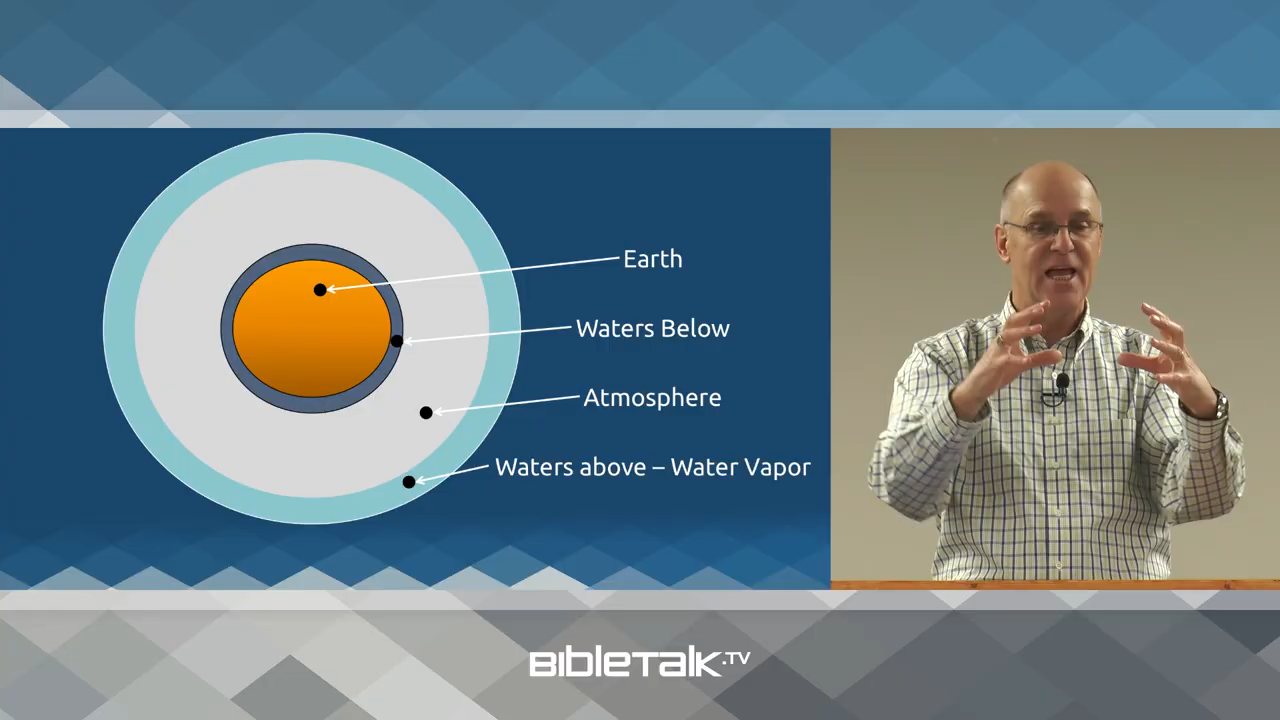 Earth
Waters Below
Atmosphere
Waters above – Water Vapor
BIBLETALK.TV